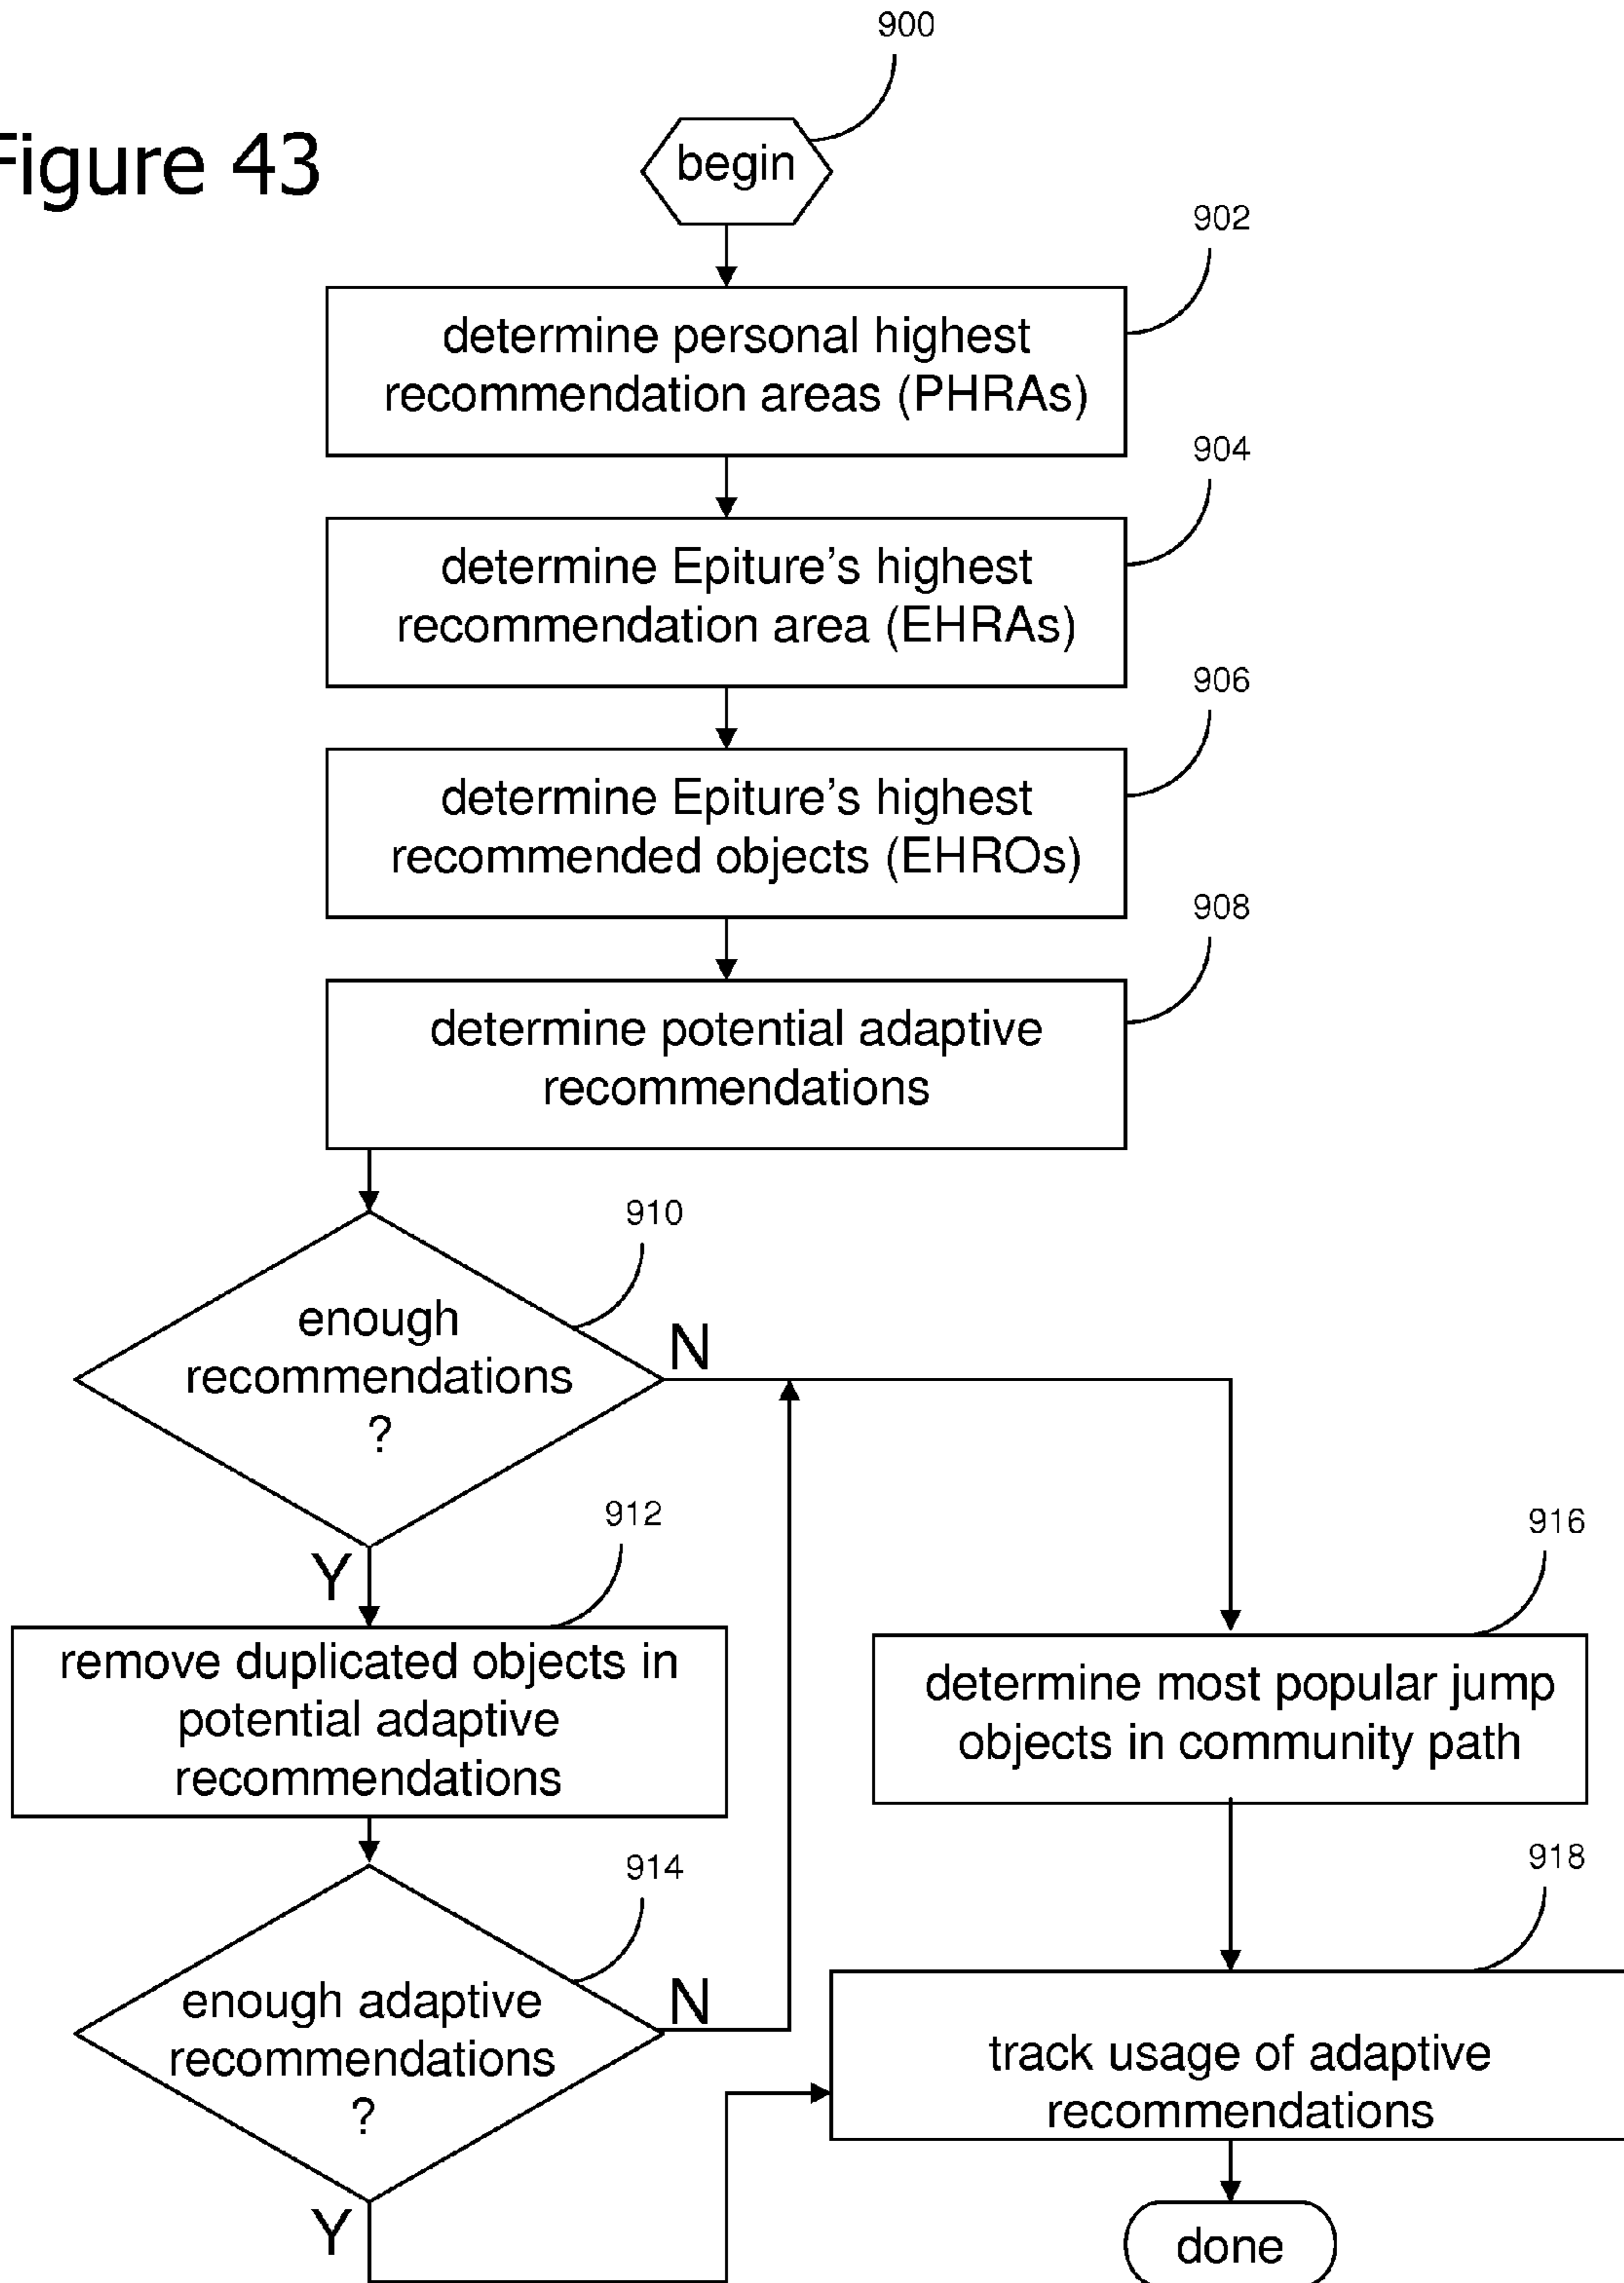 900
Figure 43
begin
902
determine personal highest
recommendation areas (PHRAs)
904
determine Epiture's highest
recommendation area (EHRAs)
906
determine Epiture's highest
recommended objects (EHROs)
908
determine potential adaptive
recommendations
910
enough
recommendations
?
N
Y
912
remove duplicated objects in
potential adaptive
recommendations
916
determine most popular jump
objects in community path
914
enough adaptive
recommendations
?
N
Y
918
track usage of adaptive
recommendations
done